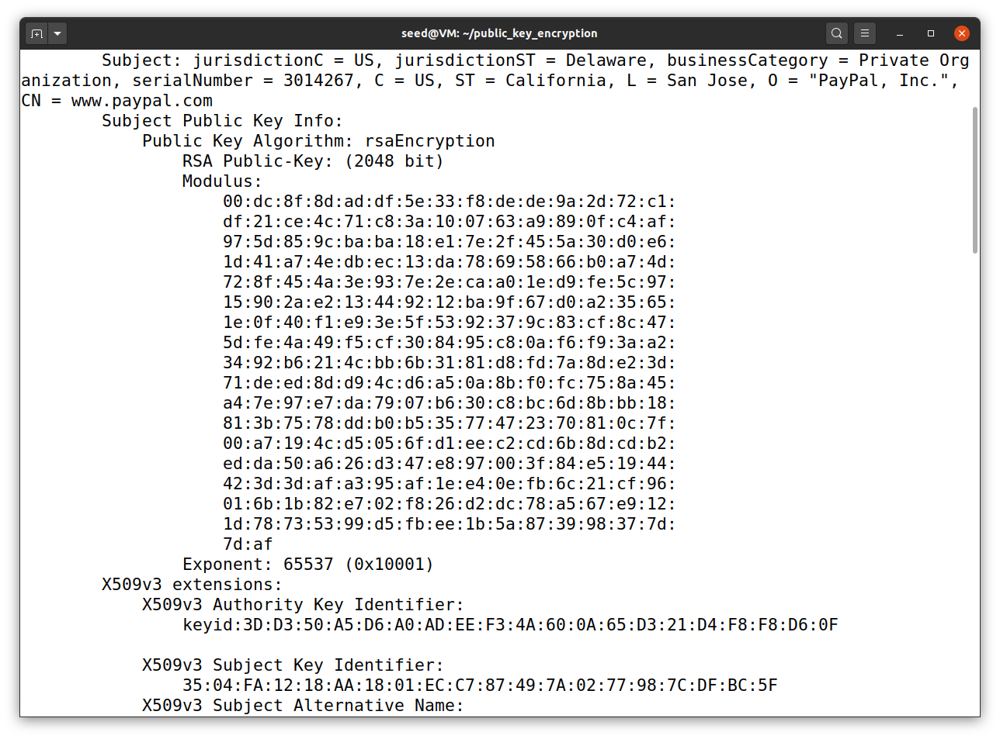 seed@VM: ~/public_key_encryption
Subject: jurisdictionC = US, jurisdictionST = Delaware, businessCategory = Private Org
anization, serialNumber = 3014267, C = US, ST = California, L = San Jose, O = "PayPal, Inc.",
CN = www.paypal.com
Subject Public Key Info:
Public Key Algorithm: rsaEncryption
RSA Public-Key: (2048 bit)
Modulus:
00:dc:8f:8d:ad:df:5e:33:f8:de:de:9a:2d:72:c1:
df:21:ce:4c:71:c8:3a:10:07:63:a9:89:0f:c4:af:
97:5d:85:9c:ba:ba:18:e1:7e:2f:45:5a:30:d0:e6:
1d:41:a7:4e:db:ec:13:da:78:69:58:66:b0:a7:4d:
72:8f:45:4a:3e:93:7e:2e:ca:a0:1e:d9:fe:5c:97:
15:90:2a:e2:13:44:92:12:ba:9f:67:d0:a2:35:65:
1e:0f:40:f1:e9:3e:5f:53:92:37:9c:83:cf:8c:47:
5d:fe:4a:49:f5:cf:30:84:95:c8:0a:f6:f9:3a:a2:
34:92:b6:21:4c:bb:6b:31:81:d8:fd:7a:8d:e2:3d:
71:de:ed:8d:d9:4c:d6:a5:0a:8b:f0:fc:75:8a:45:
a4:7e:97:e7:da:79:07:b6:30:c8:bc:6d:8b:bb:18:
81:3b:75:78:dd:b0:b5:35:77:47:23:70:81:0c:7f:
00:a7:19:4c:d5:05:6f:d1:ee:c2:cd:6b:8d:cd:b2:
ed:da:50:a6:26:d3:47:e8:97:00:3f:84:e5:19:44:
42:3d:3d:af:a3:95:af:1e:e4:0e:fb:6c:21:cf:96:
01:6b:1b:82:e7:02:f8:26:d2:dc:78:a5:67:e9:12:
1d:78:73:53:99:d5:fb:ee:1b:5a:87:39:98:37:7d:
7d:af
Exponent: 65537 (0x10001)
X509v3 extensions:
X509v3 Authority Key Identifier:
keyid:3D:D3:50:A5:D6:A0:AD:EE:F3:4A:60:0A:65:D3:21:D4:F8:F8:D6:0F
X509v3 Subject Key Identifier:
35:04:FA:12:18:AA:18:01:EC:C7:87:49:7A:02:77:98:7C:DF:BC:5F
X509v3 Subject Alternative Name: